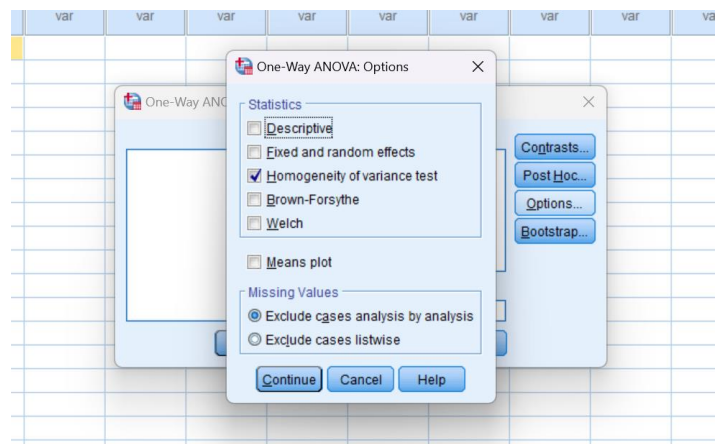 var var var var var var var var va
One-Way ANOVA: Options
One-Way ANO
Statistics
Descriptive
Fixed and random effects
Homogeneity of variance test
Brown-Forsythe
Welch
Means plot
Missing Values
Exclude cases analysis by analysis
Exclude cases listwise
Continue Cancel Help
Contrasts...
Post Hoc...
Options...
Bootstrap...